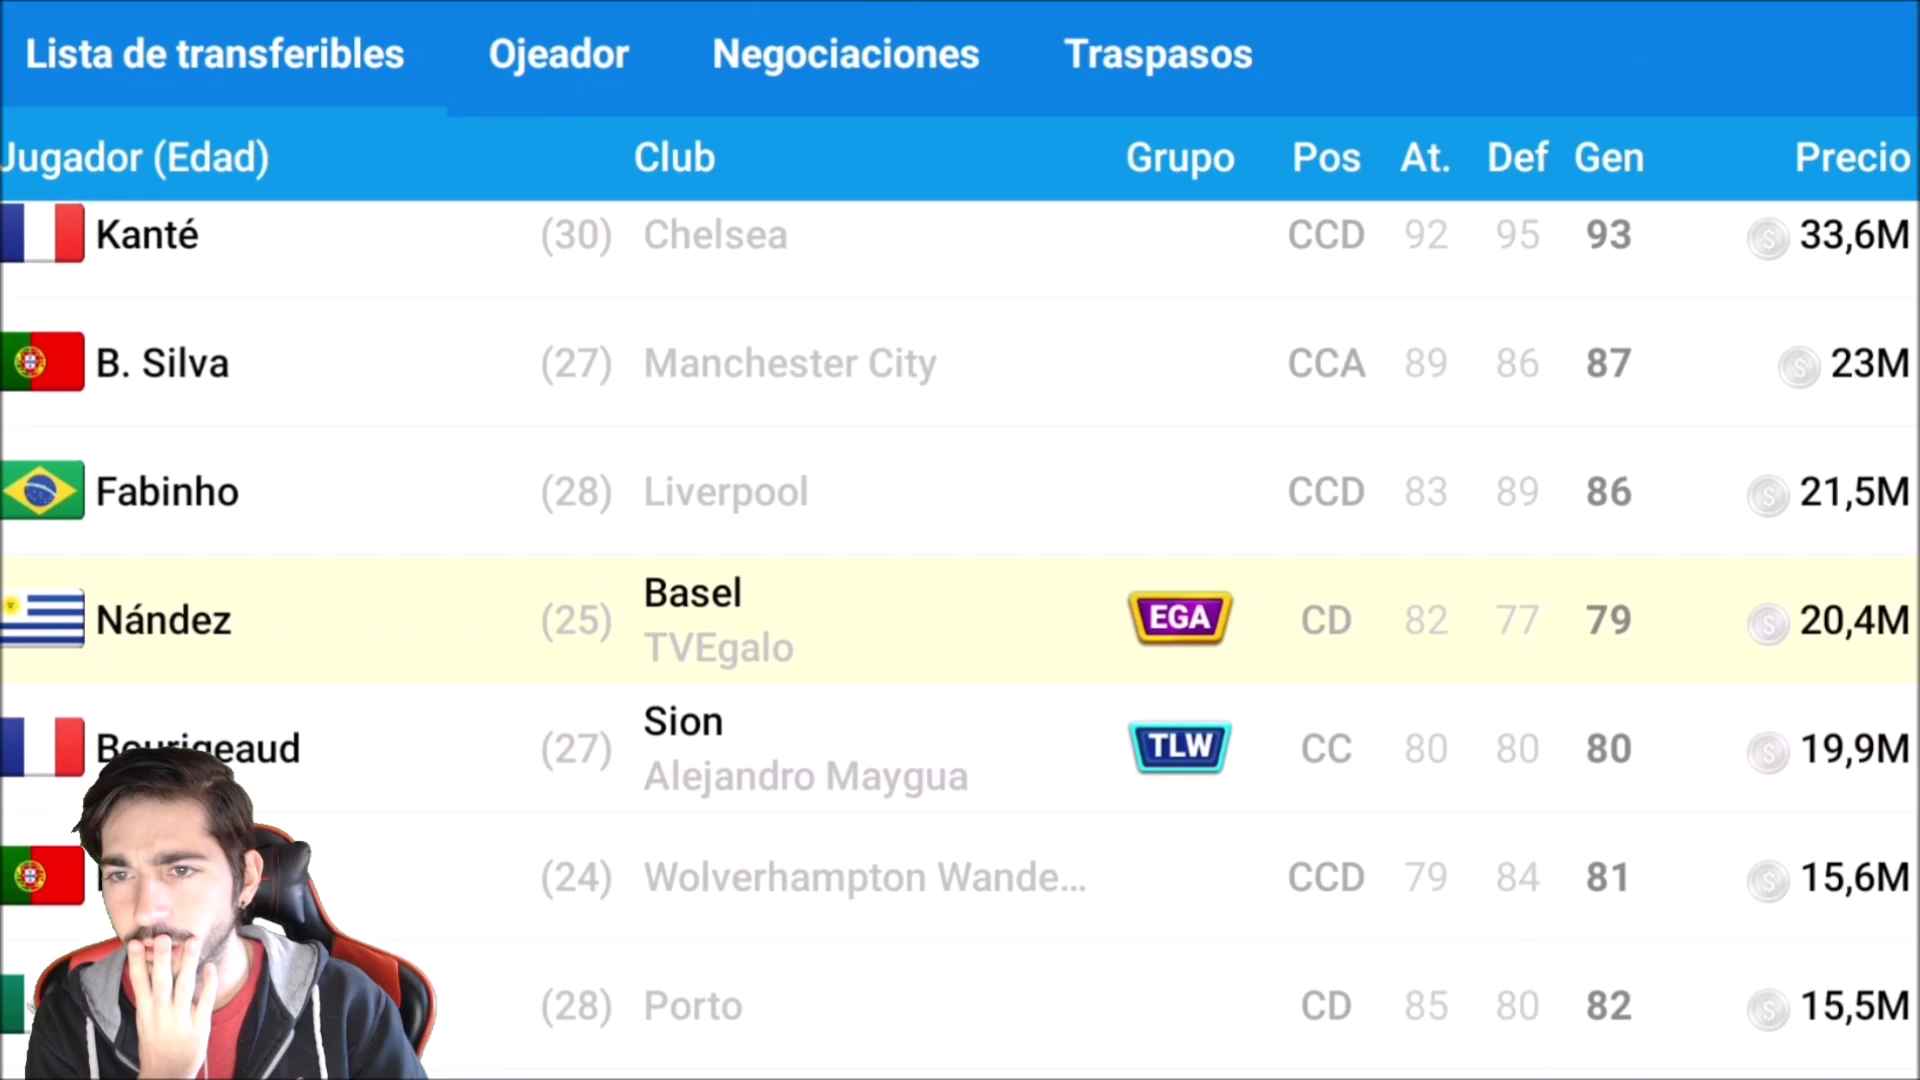 Lista de transferibles Ojeador Negociaciones Traspasos
Jugador (Edad) Club Grupo Pos At. Def Gen Precio
Kanté (30) Chelsea CCD 92 95 93 33,6M
B. Silva (27) Manchester City CCA 89 86 87 23M
Fabinho (28) Liverpool CCD 83 89 86 21,5M
Nández (25) Basel TVEgalo EGA CD 82 77 79 20,4M
Bourigeaud (27) Sion Alejandro Maygua TLW CC 80 80 80 19,9M
(24) Wolverhampton Wande... CCD 79 84 81 15,6M
(28) Porto CD 85 80 82 15,5M